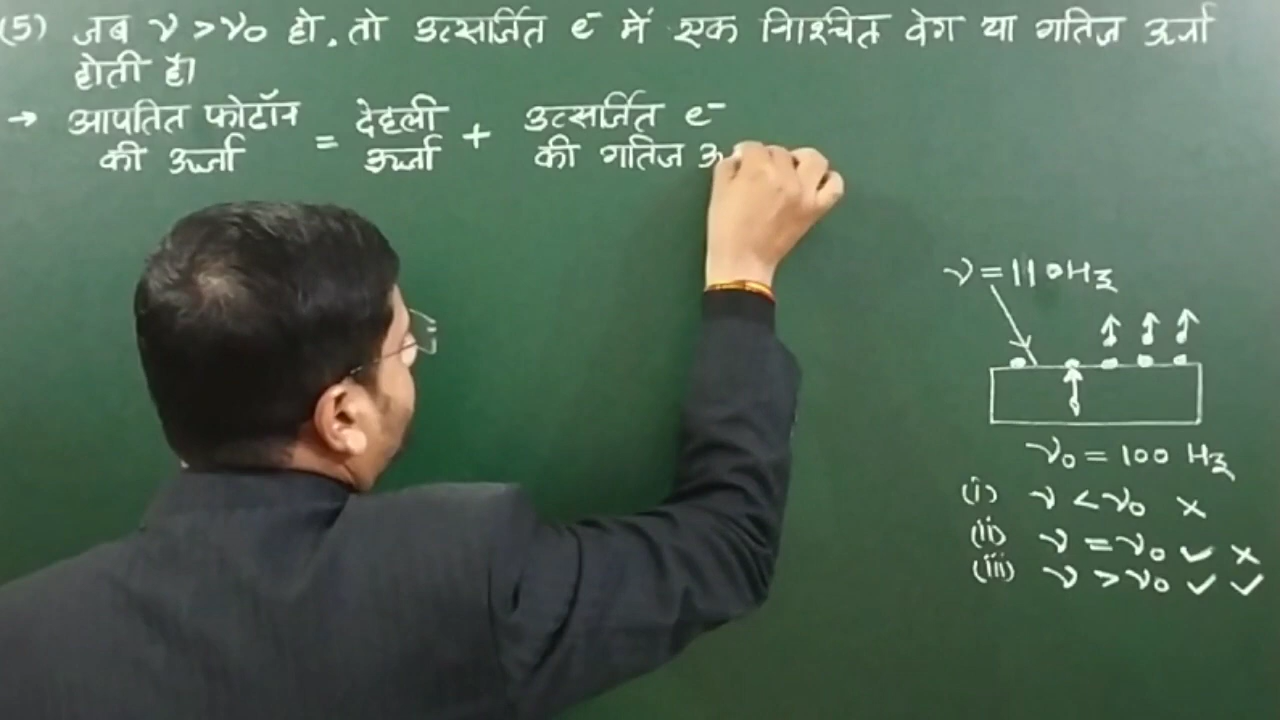 (5) जब ν > ν₀ हो, तो उत्सर्जित e⁻ में एक निश्चित वेग या गतिज ऊर्जा
होती है।
→ आपतित फोटॉन की ऊर्जा = देहली ऊर्जा + उत्सर्जित e⁻ की गतिज ऊ
ν = 110 Hz
ν₀ = 100 Hz
(i) ν < ν₀ ×
(ii) ν = ν₀ ✓ ×
(iii) ν > ν₀ ✓ ✓